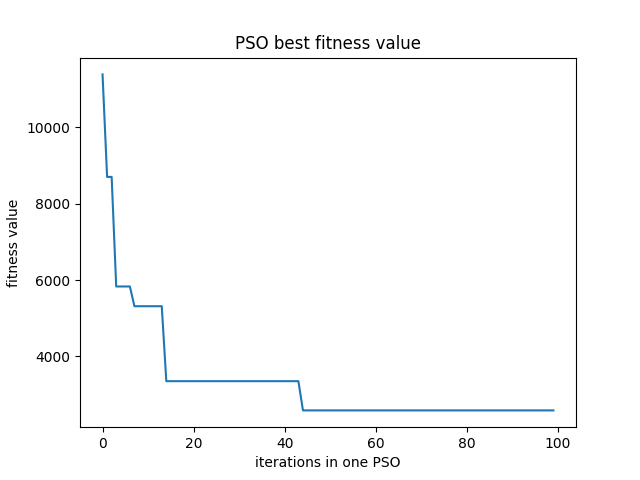 PSO best fitness value
fitness value
10000
8000
6000
4000
0 20 40 60 80 100
iterations in one PSO